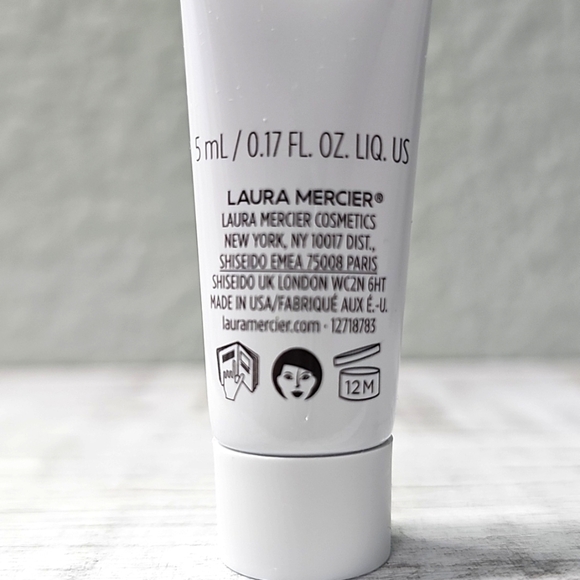 5 mL / 0.17 FL. OZ. LIQ. US
LAURA MERCIER®
LAURA MERCIER COSMETICS
NEW YORK, NY 10017 DIST.,
SHISEIDO EMEA 75008 PARIS
SHISEIDO UK LONDON WC2N 6HT
MADE IN USA/FABRIQUÉ AUX É.-U.
lauramercier.com · 12718783
12M